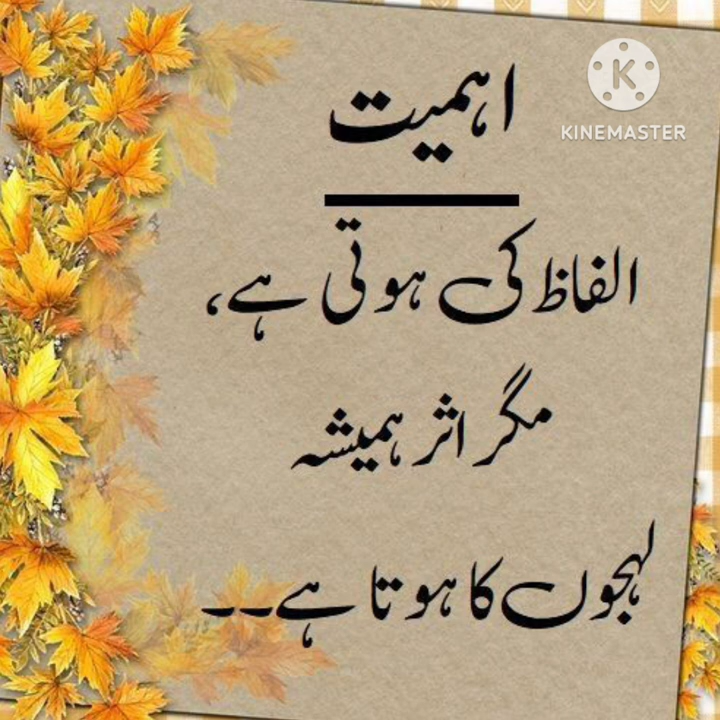 اہمیت
KINEMASTER
الفاظ کی ہوتی ہے،
مگر اثر ہمیشہ
لہجوں کا ہوتا ہے۔۔